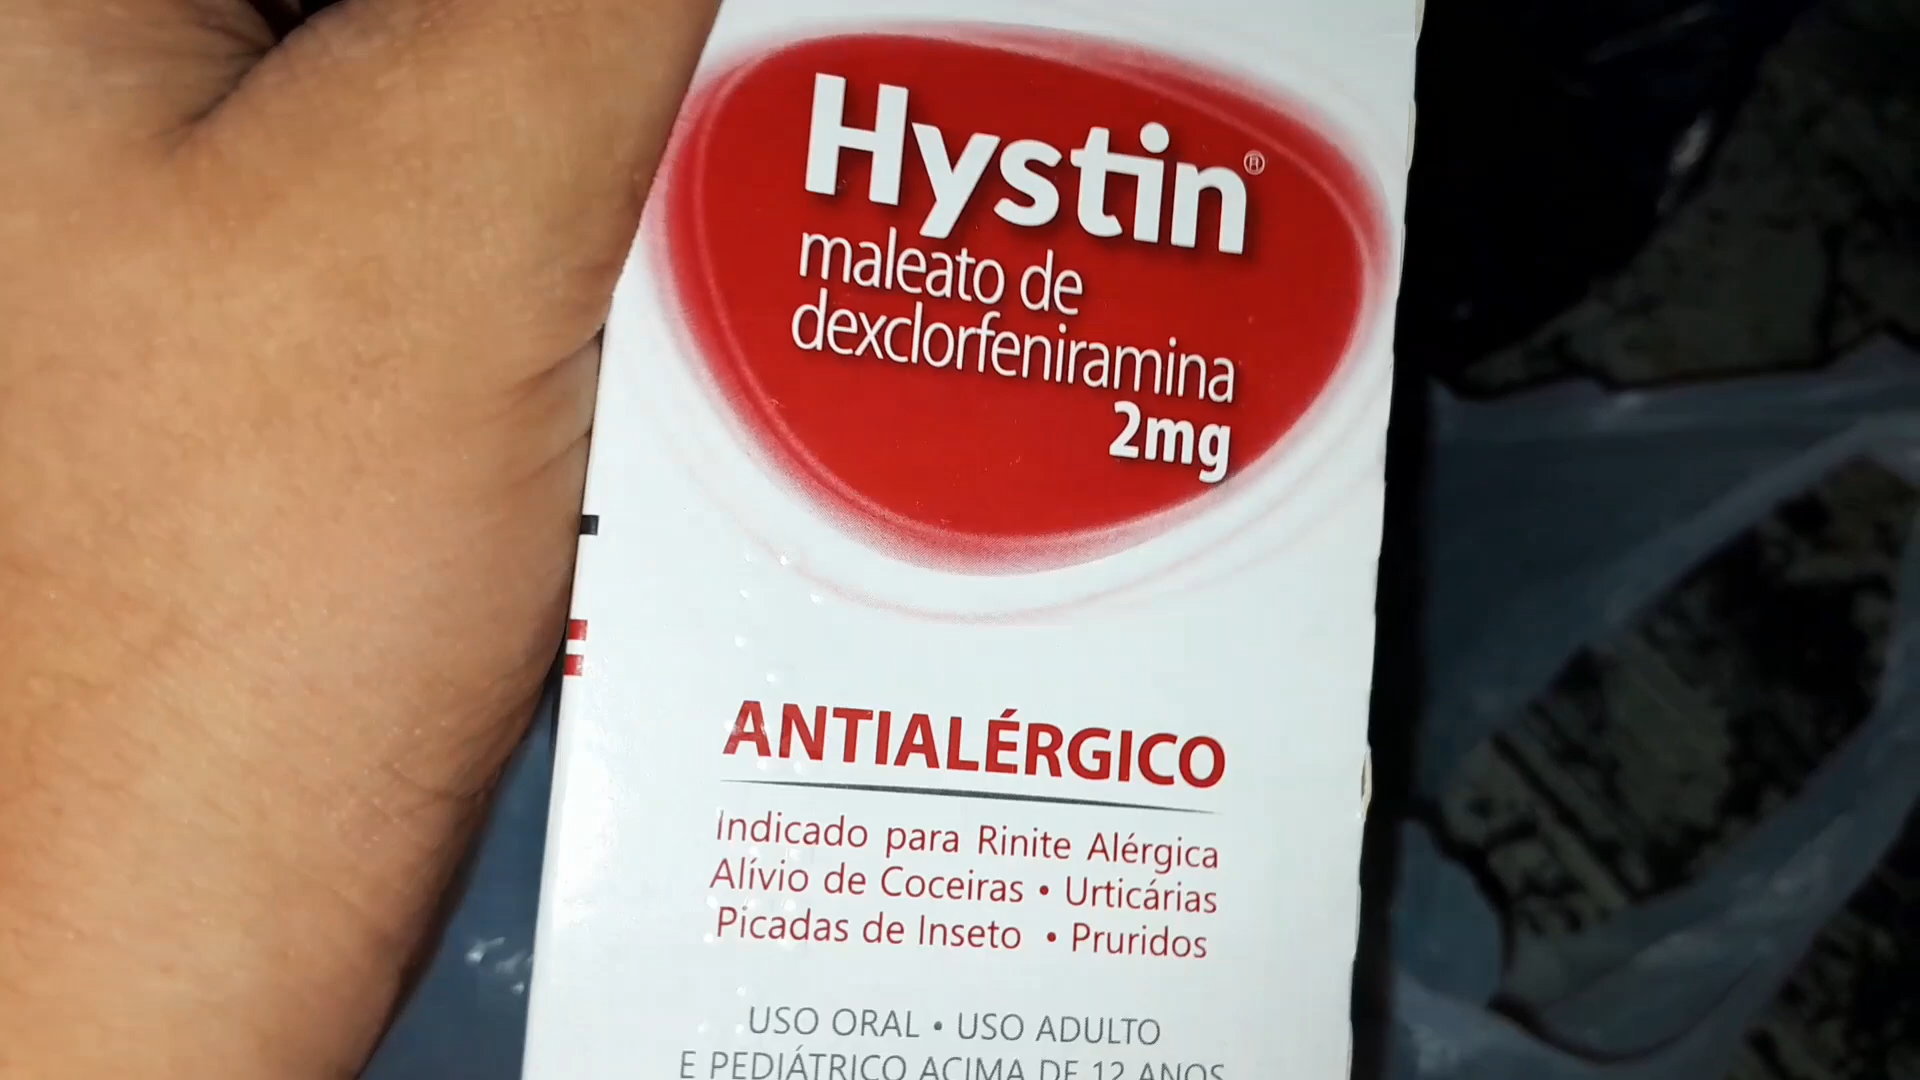 Hystin®
maleato de
dexclorfeniramina
2mg
ANTIALÉRGICO
Indicado para Rinite Alérgica
Alívio de Coceiras • Urticárias
Picadas de Inseto • Pruridos
USO ORAL • USO ADULTO
E PEDIÁTRICO ACIMA DE 12 ANOS